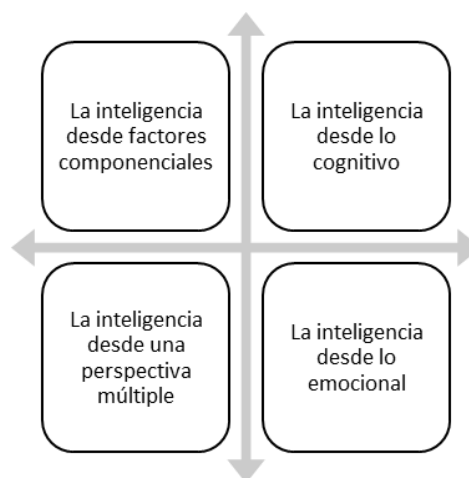 La inteligencia
desde factores
componenciales
La inteligencia
desde lo
cognitivo
La inteligencia
desde una
perspectiva
múltiple
La inteligencia
desde lo
emocional